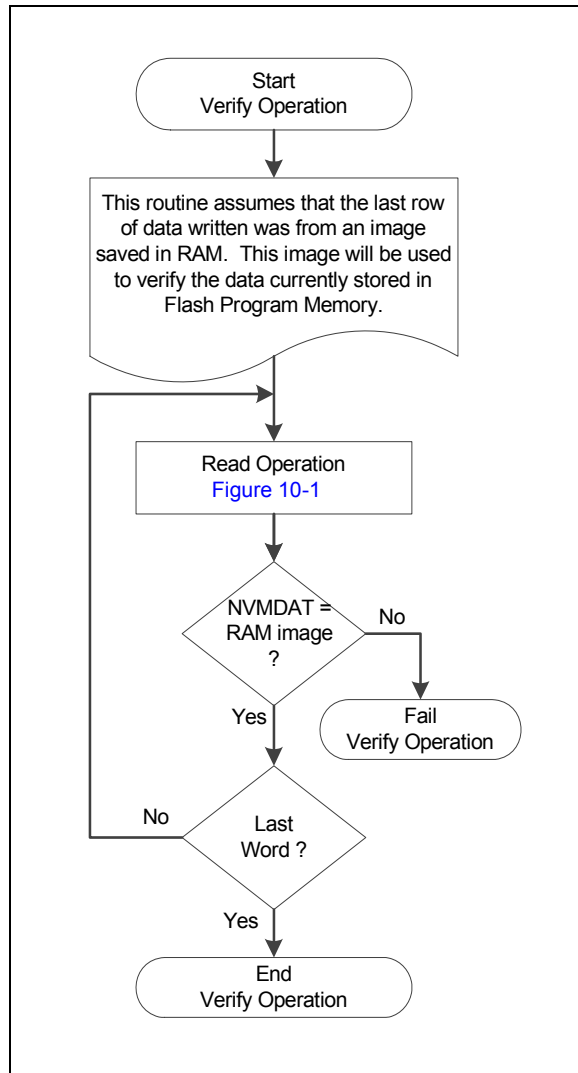 Start
Verify Operation
This routine assumes that the last row
of data written was from an image
saved in RAM.  This image will be used
to verify the data currently stored in
Flash Program Memory.
Read Operation
Figure 10-1
NVMDAT =
RAM image
?
No
Fail
Verify Operation
Yes
No
Last
Word ?
Yes
End
Verify Operation